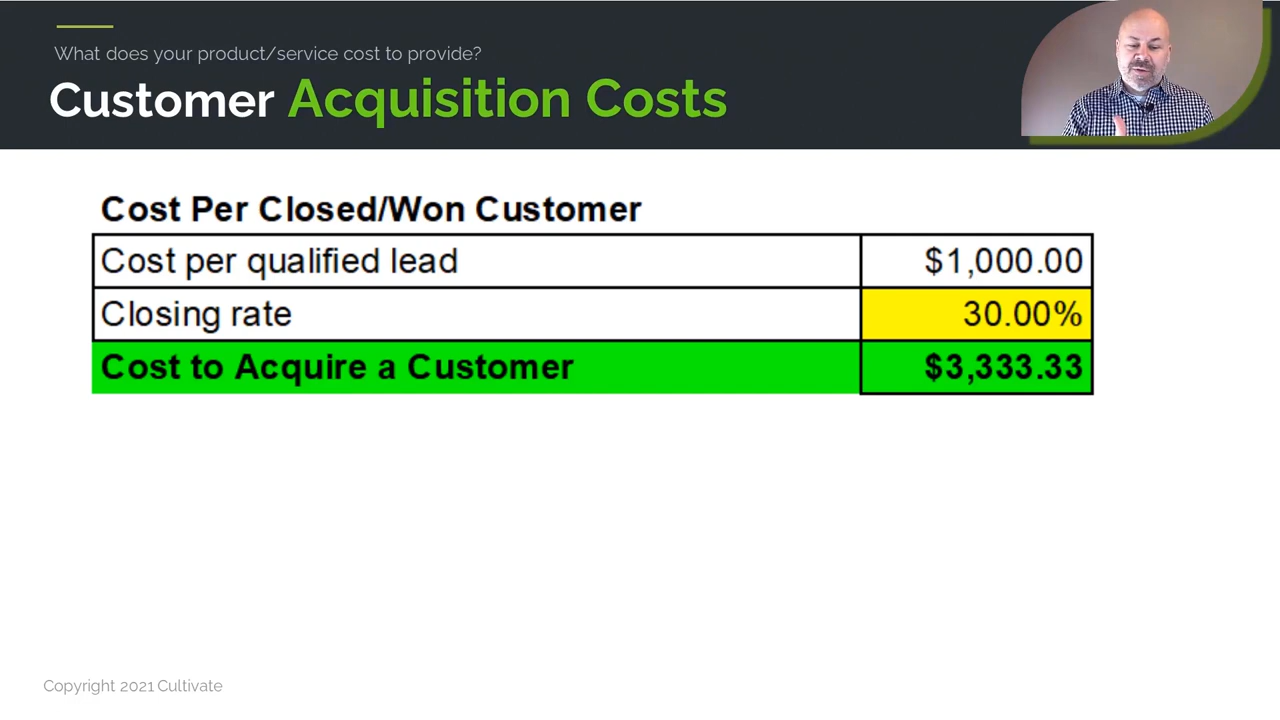 What does your product/service cost to provide?
Customer Acquisition Costs
Cost Per Closed/Won Customer
Cost per qualified lead $1,000.00
Closing rate 30.00%
Cost to Acquire a Customer $3,333.33
Copyright 2021 Cultivate